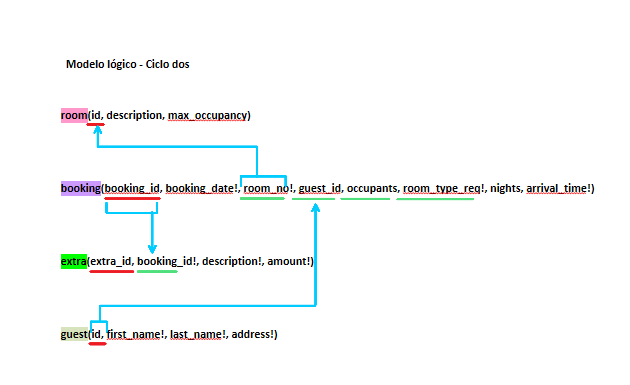 Modelo lógico - Ciclo dos
room(id, description, max_occupancy)
booking(booking_id, booking_date!, room_no!, guest_id, occupants, room_type_req!, nights, arrival_time!)
extra(extra_id, booking_id!, description!, amount!)
guest(id, first_name!, last_name!, address!)